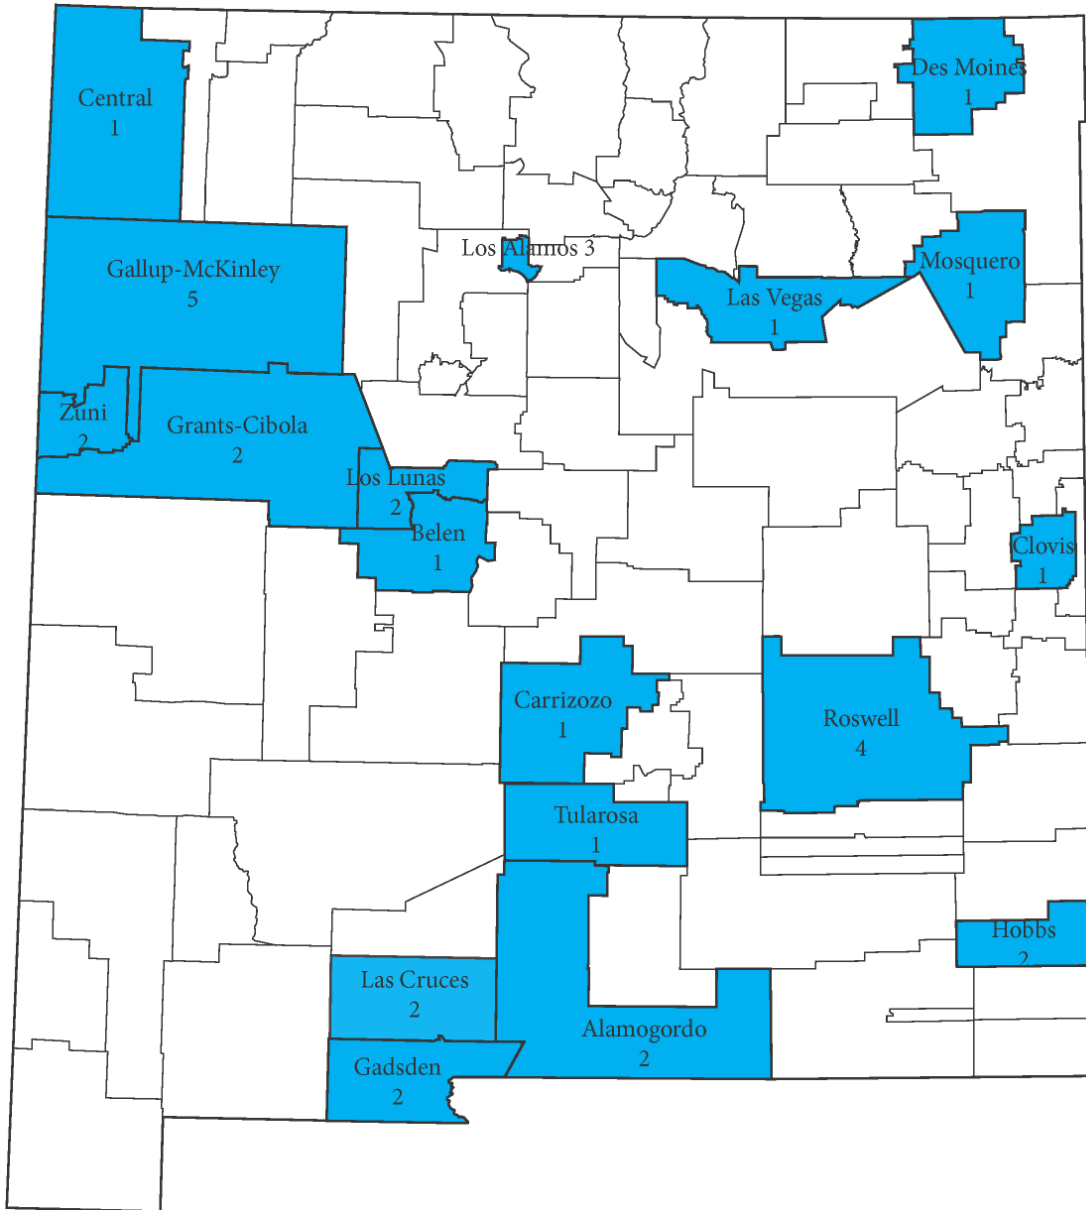 Des Moines
1
Central
1
Los Alamos 3
Mosquero
1
Gallup-McKinley
5
Las Vegas
1
Zuni
2
Grants-Cibola
2
Los Lunas
2
Belen
1
Clovis
1
Carrizozo
1
Roswell
4
Tularosa
1
Hobbs
2
Las Cruces
2
Alamogordo
2
Gadsden
2